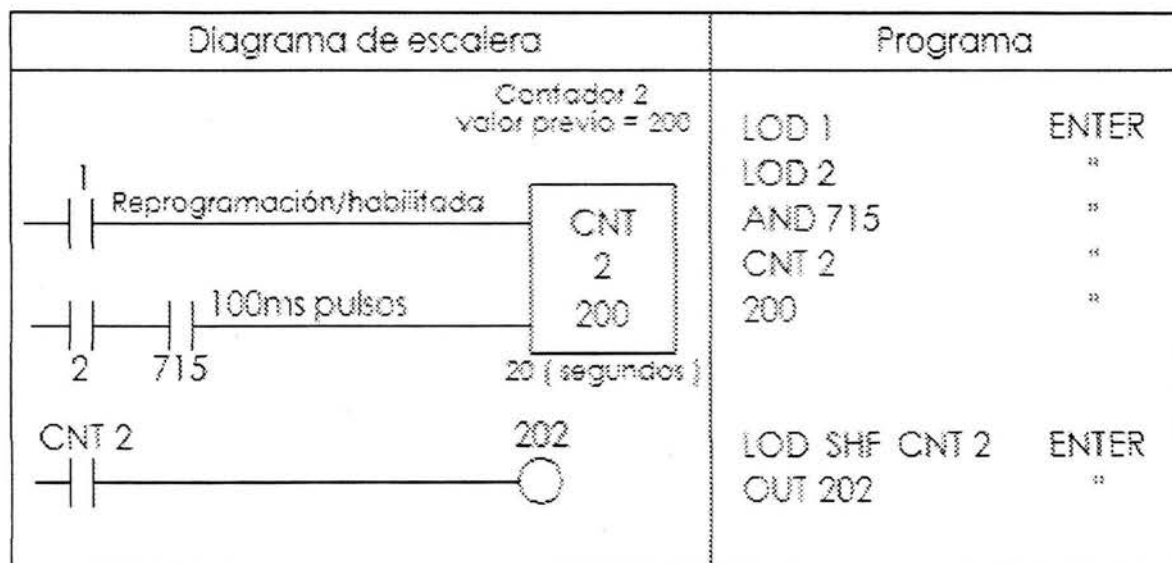 Diagrama de escalera
Programa
Contador 2
valor previo = 200
1
Reprogramación/habilitada
CNT
2
200
2
715
100ms pulsos
20 ( segundos )
CNT 2
202
LOD 1 ENTER
LOD 2 "
AND 715 "
CNT 2 "
200 "
LOD SHF CNT 2 ENTER
OUT 202 "